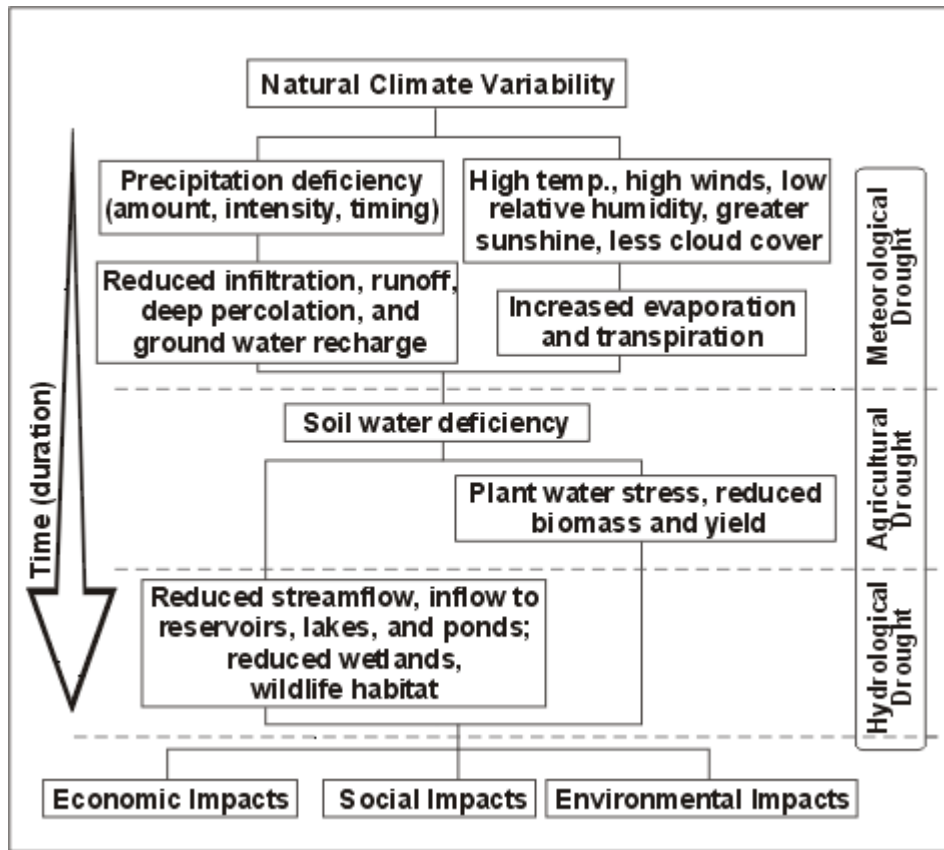 Natural Climate Variability
Precipitation deficiency
(amount, intensity, timing)
High temp., high winds, low
relative humidity, greater
sunshine, less cloud cover
Reduced infiltration, runoff,
deep percolation, and
ground water recharge
Increased evaporation
and transpiration
Soil water deficiency
Plant water stress, reduced
biomass and yield
Reduced streamflow, inflow to
reservoirs, lakes, and ponds;
reduced wetlands,
wildlife habitat
Economic Impacts
Social Impacts
Environmental Impacts
Time (duration)
Meteorological
Drought
Agricultural
Drought
Hydrological
Drought